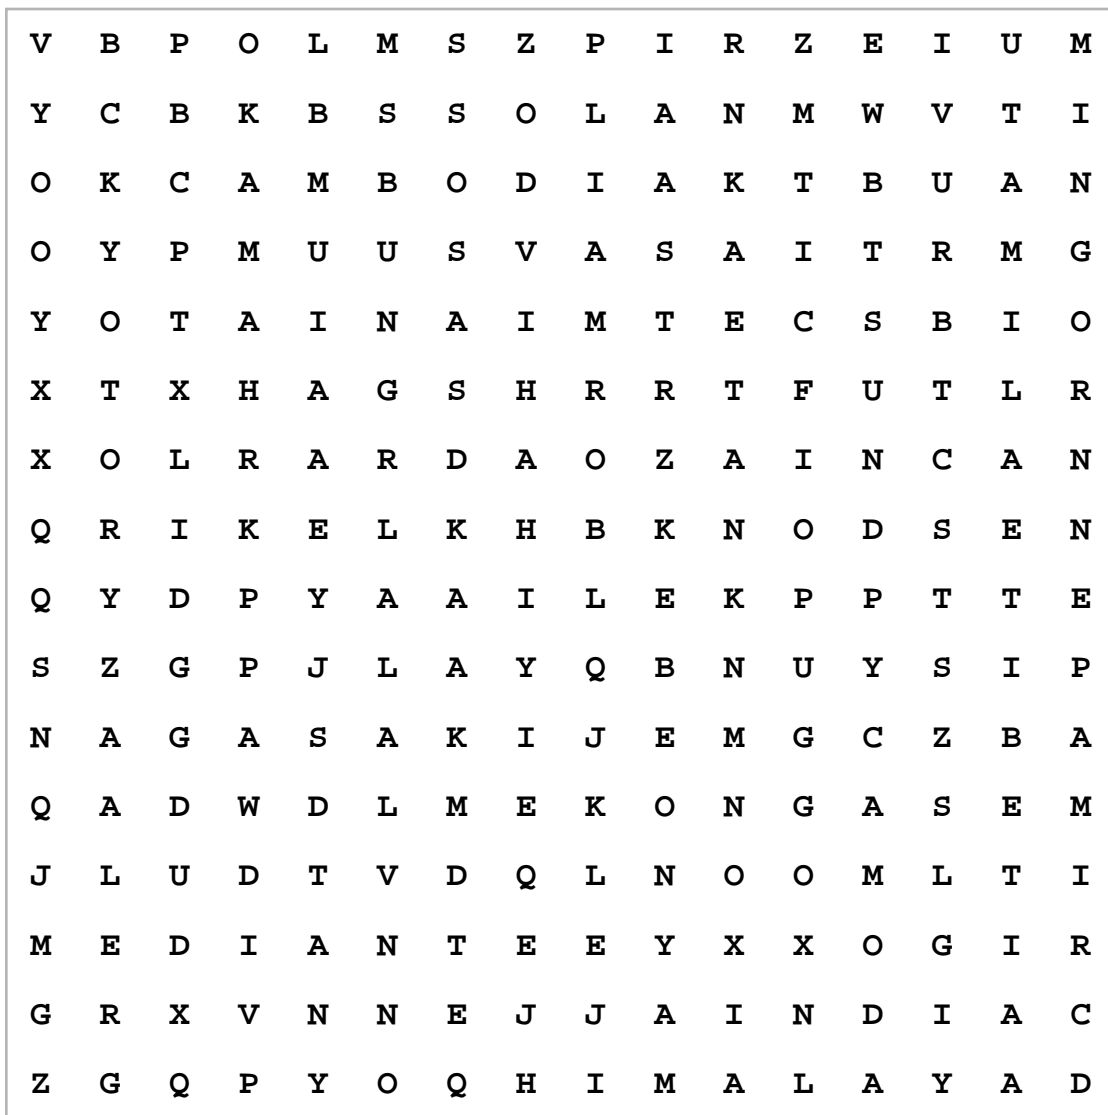 V B P O L M S Z P I R Z E I U M
Y C B K B S S O L A N M W V T I
O K C A M B O D I A K T B U A N
O Y P M U U S V A S A I T R M G
Y O T A I N A I M T E C S B I O
X T X H A G S H R R T F U T L R
X O L R A R D A O Z A I N C A N
Q R I K E L K H B K N O D S E N
Q Y D P Y A A I L E K P P T T E
S Z G P J L A Y Q B N U Y S I P
N A G A S A K I J E M G C Z B A
Q A D W D L M E K O N G A S E M
J L U D T V D Q L N O O M L T I
M E D I A N T E E Y X X O G I R
G R X V N N E J J A I N D I A C
Z G Q P Y O Q H I M A L A Y A D